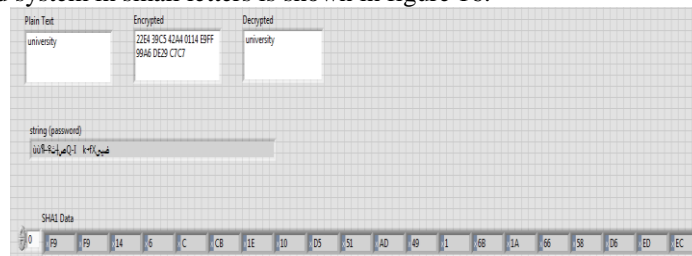 d system in small letters is shown in figure 16.
Plain Text Encrypted Decrypted
university 22E4 39C5 42A4 0114 E9FF university
99A6 DE29 C7C7
string (password)
SHA1 Data
0 F9 F9 14 6 C CB 1E 10 D5 51 AD 49 1 6B 1A 66 58 D6 ED EC